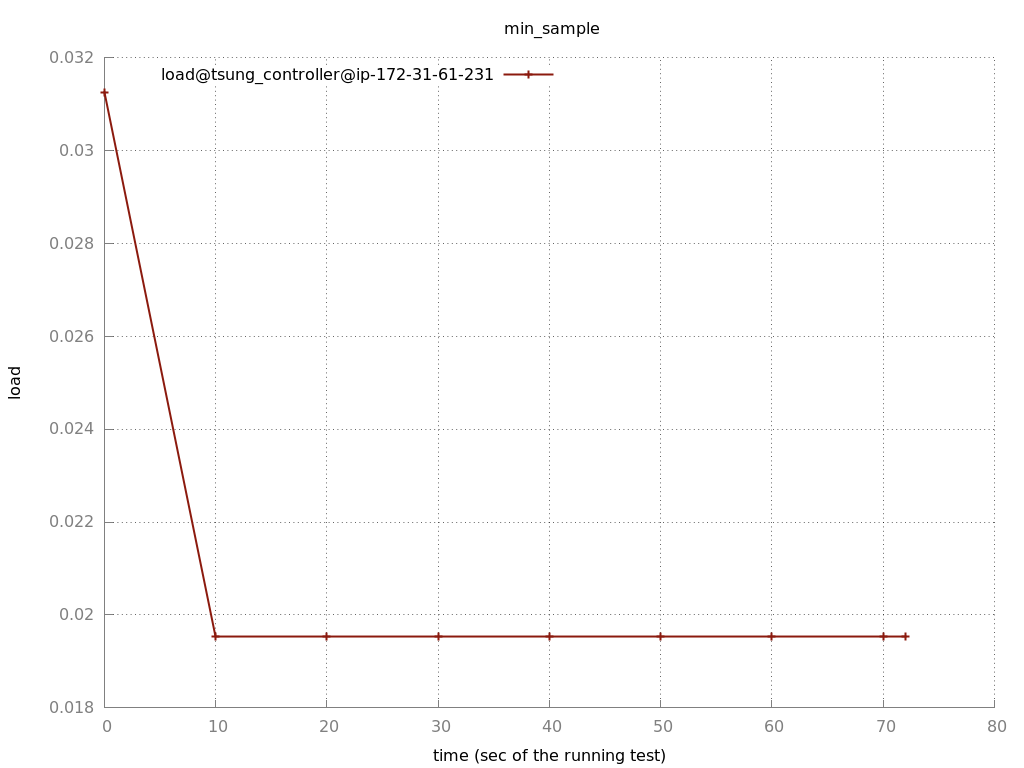 min_sample
load@tsung_controller@ip-172-31-61-231
0.032
0.03
0.028
0.026
0.024
0.022
0.02
0.018
load
0 10 20 30 40 50 60 70 80
time (sec of the running test)